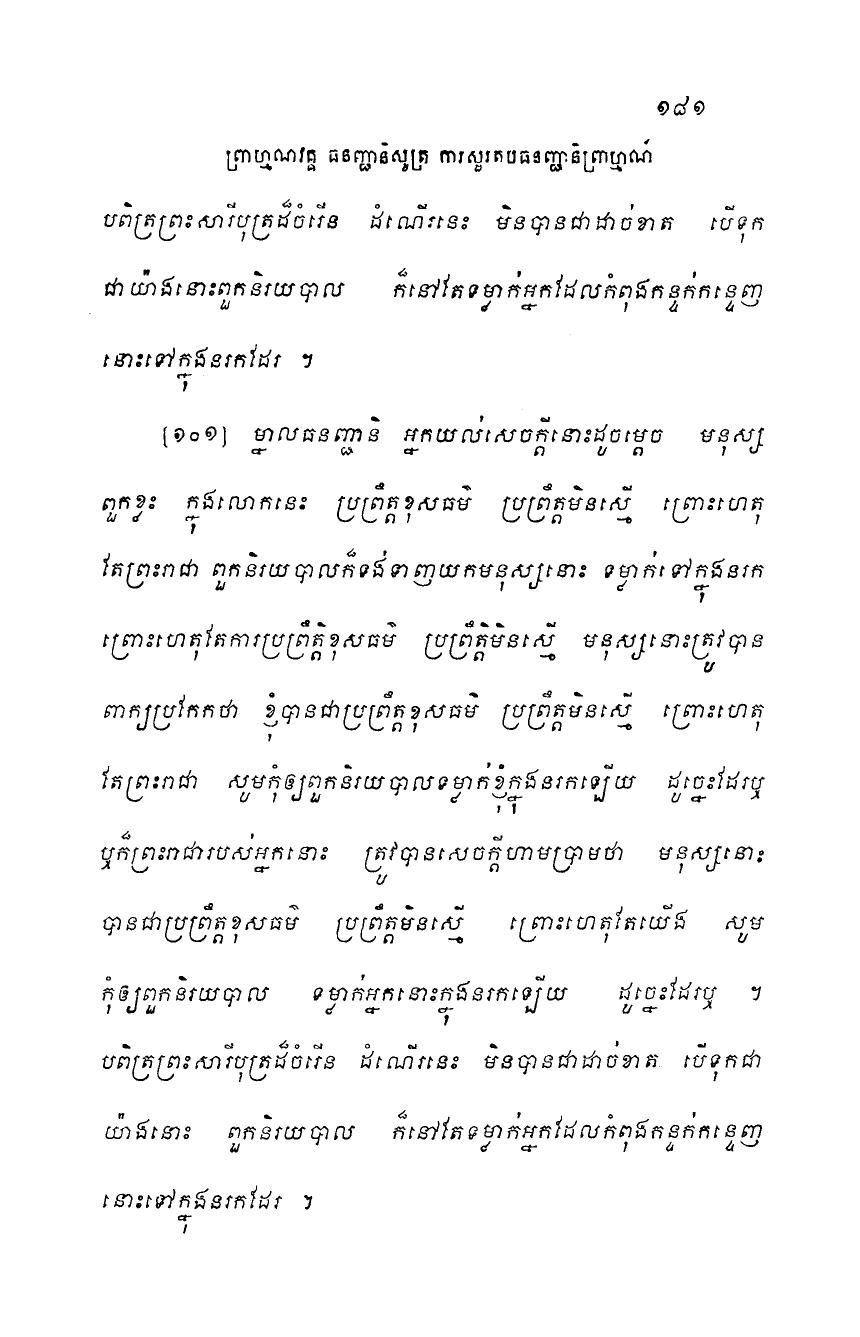 ១៨១
ព្រាហ្មណវគ្គ ធនញ្ជានិសូត្រ ការសួរតបធនញ្ជានិព្រាហ្មណ៍
បពិត្រព្រះសារីបុត្រដ៏ចំរើន ដំណើរនេះ មិនបានជាដាច់ខាត បើទុក
ជាយ៉ាងនោះពួកនិរយបាល ក៏នៅតែទម្លាក់អ្នកដែលកំពុងកន្ទក់កន្ទេញ
នោះទៅក្នុងនរកដែរ ។
[១០១] ម្នាលធនញ្ជានិ អ្នកយល់សេចក្តីនោះដូចម្តេច មនុស្ស
ពួកខ្លះ ក្នុងលោកនេះ ប្រព្រឹត្តខុសធម៌ ប្រព្រឹត្តមិនស្មើ ព្រោះហេតុ
តែព្រះរាជា ពួកនិរយបាលក៏ទង់ទាញយកមនុស្សនោះ ទម្លាក់ទៅក្នុងនរក
ព្រោះហេតុតែការប្រព្រឹត្តិខុសធម៌ ប្រព្រឹត្តិមិនស្មើ មនុស្សនោះត្រូវបាន
ពាក្យប្រកែកថា ខ្ញុំបានជាប្រព្រឹត្តខុសធម៌ ប្រព្រឹត្តមិនស្មើ ព្រោះហេតុ
តែព្រះរាជា សូមកុំឲ្យពួកនិរយបាលទម្លាក់ខ្ញុំក្នុងនរកឡើយ ដូច្នេះដែរឬ
ឬក៏ព្រះរាជារបស់អ្នកនោះ ត្រូវបានសេចក្តីហាមប្រាមថា មនុស្សនោះ
បានជាប្រព្រឹត្តខុសធម៌ ប្រព្រឹត្តមិនស្មើ ព្រោះហេតុតែយើង សូម
កុំឲ្យពួកនិរយបាល ទម្លាក់អ្នកនោះក្នុងនរកឡើយ ដូច្នេះដែរឬ ។
បពិត្រព្រះសារីបុត្រដ៏ចំរើន ដំណើរនេះ មិនបានជាដាច់ខាត បើទុកជា
យ៉ាងនោះ ពួកនិរយបាល ក៏នៅតែទម្លាក់អ្នកដែលកំពុងកន្ទក់កន្ទេញ
នោះទៅក្នុងនរកដែរ ។